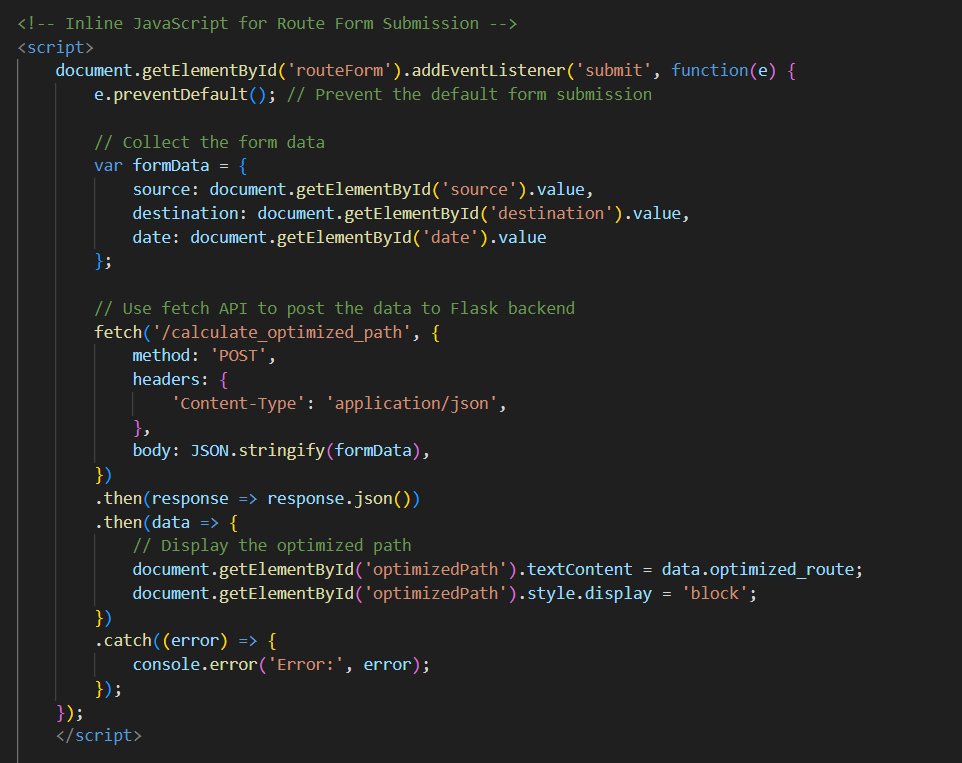 <!-- Inline JavaScript for Route Form Submission -->
<script>
    document.getElementById('routeForm').addEventListener('submit', function(e) {
        e.preventDefault(); // Prevent the default form submission

        // Collect the form data
        var formData = {
            source: document.getElementById('source').value,
            destination: document.getElementById('destination').value,
            date: document.getElementById('date').value
        };

        // Use fetch API to post the data to Flask backend
        fetch('/calculate_optimized_path', {
            method: 'POST',
            headers: {
                'Content-Type': 'application/json',
            },
            body: JSON.stringify(formData),
        })
        .then(response => response.json())
        .then(data => {
            // Display the optimized path
            document.getElementById('optimizedPath').textContent = data.optimized_route;
            document.getElementById('optimizedPath').style.display = 'block';
        })
        .catch((error) => {
            console.error('Error:', error);
        });
    });
    </script>